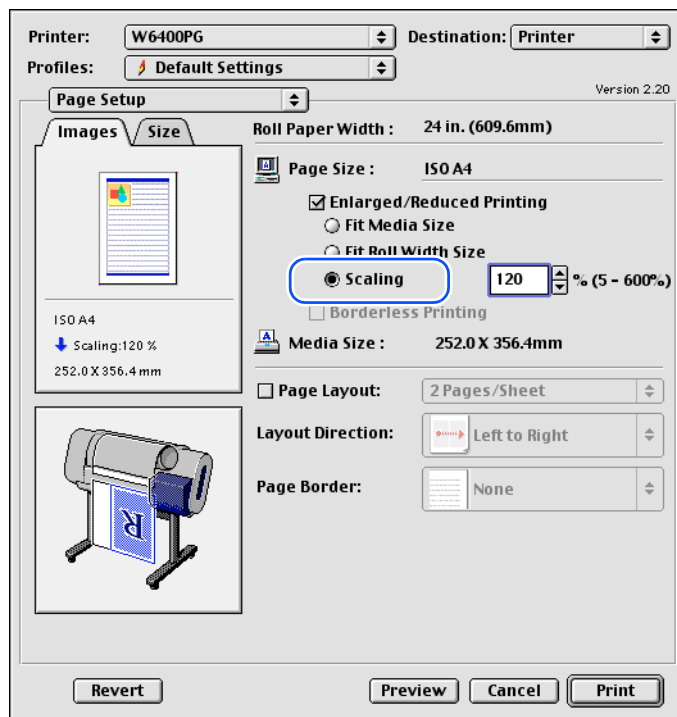 Printer: W6400PG Destination: Printer
Profiles: Default Settings
Version 2.20
Page Setup
Images Size
Roll Paper Width : 24 in. (609.6mm)
Page Size : ISO A4
Enlarged/Reduced Printing
Fit Media Size
Fit Roll Width Size
Scaling 120 % (5 - 600%)
Borderless Printing
ISO A4
Scaling:120 %
252.0 X 356.4 mm
Media Size : 252.0 X 356.4mm
Page Layout: 2 Pages/Sheet
Layout Direction: Left to Right
Page Border: None
R
Revert Preview Cancel Print